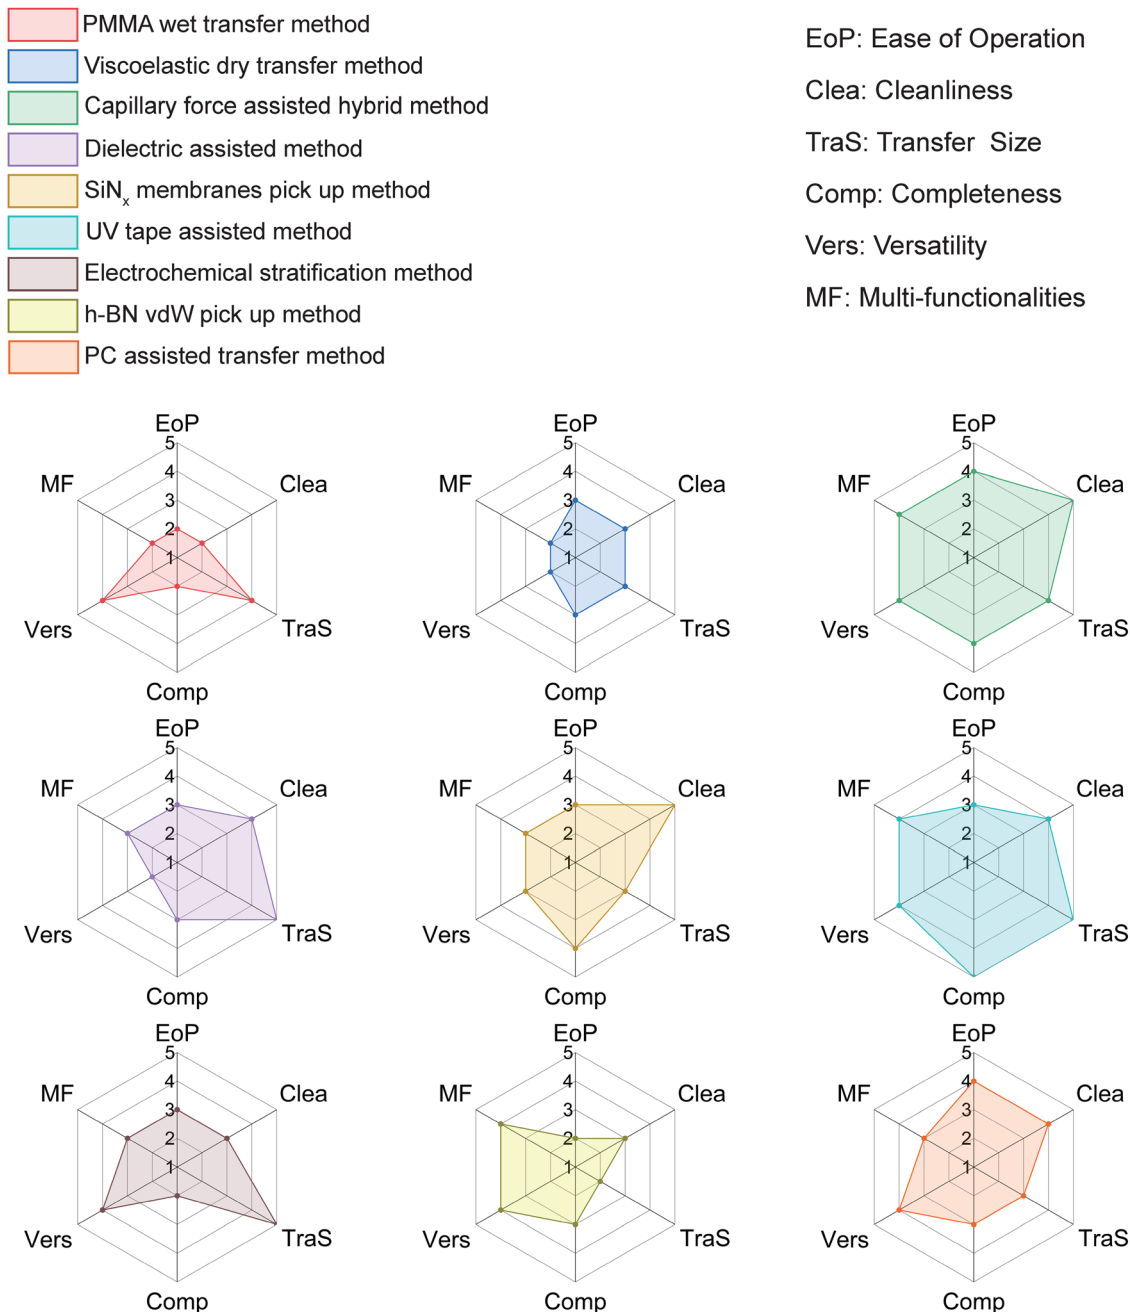 PMMA wet transfer method
Viscoelastic dry transfer method
Capillary force assisted hybrid method
Dielectric assisted method
SiNx membranes pick up method
UV tape assisted method
Electrochemical stratification method
h-BN vdW pick up method
PC assisted transfer method
EoP: Ease of Operation
Clea: Cleanliness
TraS: Transfer Size
Comp: Completeness
Vers: Versatility
MF: Multi-functionalities
EoP
5
4
3
2
1
MF
Clea
Vers
TraS
Comp
EoP
5
4
3
2
1
MF
Clea
Vers
TraS
Comp
EoP
5
4
3
2
1
MF
Clea
Vers
TraS
Comp
EoP
5
4
3
2
1
MF
Clea
Vers
TraS
Comp
EoP
5
4
3
2
1
MF
Clea
Vers
TraS
Comp
EoP
5
4
3
2
1
MF
Clea
Vers
TraS
Comp
EoP
5
4
3
2
1
MF
Clea
Vers
TraS
Comp
EoP
5
4
3
2
1
MF
Clea
Vers
TraS
Comp
EoP
5
4
3
2
1
MF
Clea
Vers
TraS
Comp